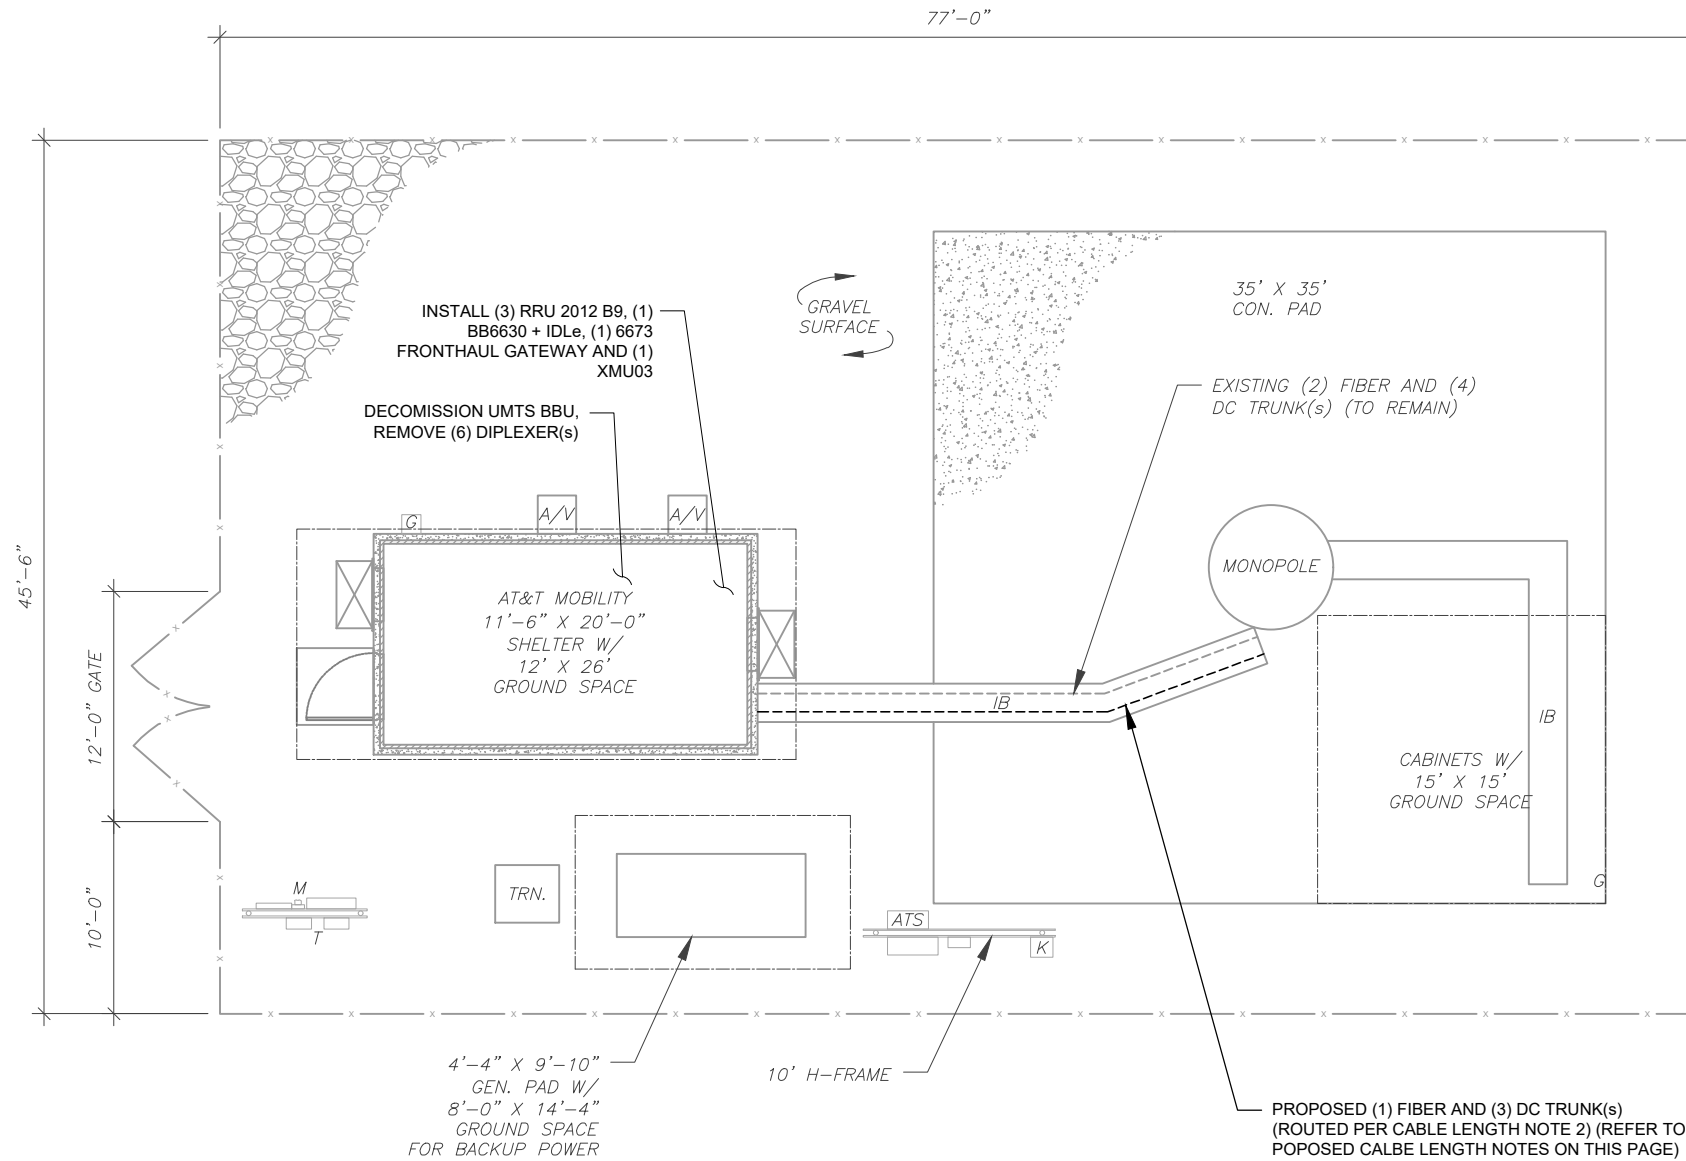 77'-0"
INSTALL (3) RRU 2012 B9, (1)
BB6630 + IDLe, (1) 6673
FRONTHAUL GATEWAY AND (1)
XMU03
DECOMISSION UMTS BBU,
REMOVE (6) DIPLEXER(s)
GRAVEL
SURFACE
35' X 35'
CON. PAD
EXISTING (2) FIBER AND (4)
DC TRUNK(s) (TO REMAIN)
45'-6"
12'-0" GATE
10'-0"
G
A/V
A/V
AT&T MOBILITY
11'-6" X 20'-0"
SHELTER W/
12' X 26'
GROUND SPACE
MONOPOLE
IB
IB
CABINETS W/
15' X 15'
GROUND SPACE
G
M
T
TRN.
ATS
K
4'-4" X 9'-10"
GEN. PAD W/
8'-0" X 14'-4"
GROUND SPACE
FOR BACKUP POWER
10' H-FRAME
PROPOSED (1) FIBER AND (3) DC TRUNK(s)
(ROUTED PER CABLE LENGTH NOTE 2) (REFER TO
POPOSED CALBE LENGTH NOTES ON THIS PAGE)
x x x x x x x x x x x x x x x x x x
x x x x x x x x x x x x x x x x x x
x x x x x x x x x x